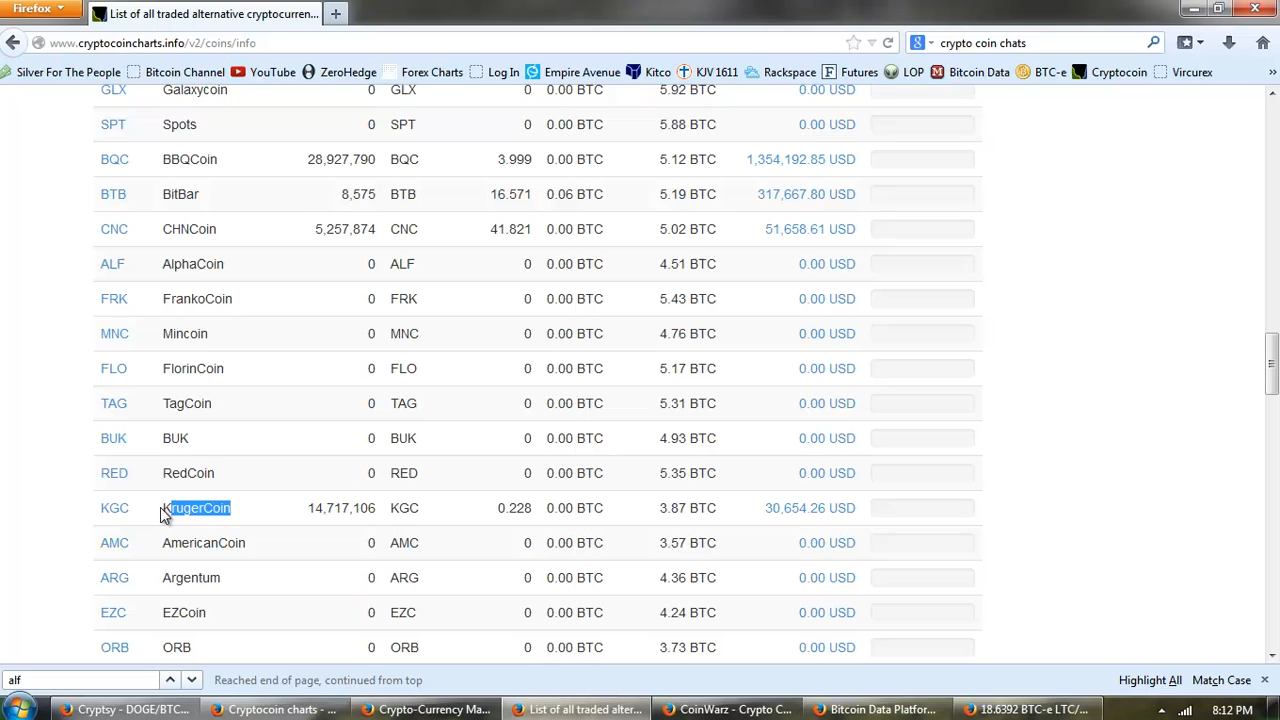 Firefox
List of all traded alternative cryptocurren...
www.cryptocoincharts.info/v2/coins/info
crypto coin chats
Silver For The People Bitcoin Channel YouTube ZeroHedge Forex Charts Log In Empire Avenue Kitco KJV 1611 Rackspace Futures LOP Bitcoin Data BTC-e Cryptocoin Vircurex »
GLX Galaxycoin 0 GLX 0 0.00 BTC 5.92 BTC 0.00 USD
SPT Spots 0 SPT 0 0.00 BTC 5.88 BTC 0.00 USD
BQC BBQCoin 28,927,790 BQC 3.999 0.00 BTC 5.12 BTC 1,354,192.85 USD
BTB BitBar 8,575 BTB 16.571 0.06 BTC 5.19 BTC 317,667.80 USD
CNC CHNCoin 5,257,874 CNC 41.821 0.00 BTC 5.02 BTC 51,658.61 USD
ALF AlphaCoin 0 ALF 0 0.00 BTC 4.51 BTC 0.00 USD
FRK FrankoCoin 0 FRK 0 0.00 BTC 5.43 BTC 0.00 USD
MNC Mincoin 0 MNC 0 0.00 BTC 4.76 BTC 0.00 USD
FLO FlorinCoin 0 FLO 0 0.00 BTC 5.17 BTC 0.00 USD
TAG TagCoin 0 TAG 0 0.00 BTC 5.31 BTC 0.00 USD
BUK BUK 0 BUK 0 0.00 BTC 4.93 BTC 0.00 USD
RED RedCoin 0 RED 0 0.00 BTC 5.35 BTC 0.00 USD
KGC KrugerCoin 14,717,106 KGC 0.228 0.00 BTC 3.87 BTC 30,654.26 USD
AMC AmericanCoin 0 AMC 0 0.00 BTC 3.57 BTC 0.00 USD
ARG Argentum 0 ARG 0 0.00 BTC 4.36 BTC 0.00 USD
EZC EZCoin 0 EZC 0 0.00 BTC 4.24 BTC 0.00 USD
ORB ORB 0 ORB 0 0.00 BTC 3.73 BTC 0.00 USD
alf Reached end of page, continued from top Highlight All Match Case
Cryptsy - DOGE/BTC... Cryptocoin charts - ... Crypto-Currency Ma... List of all traded alter... CoinWarz - Crypto C... Bitcoin Data Platfor... 18.6392 BTC-e LTC/... 8:12 PM